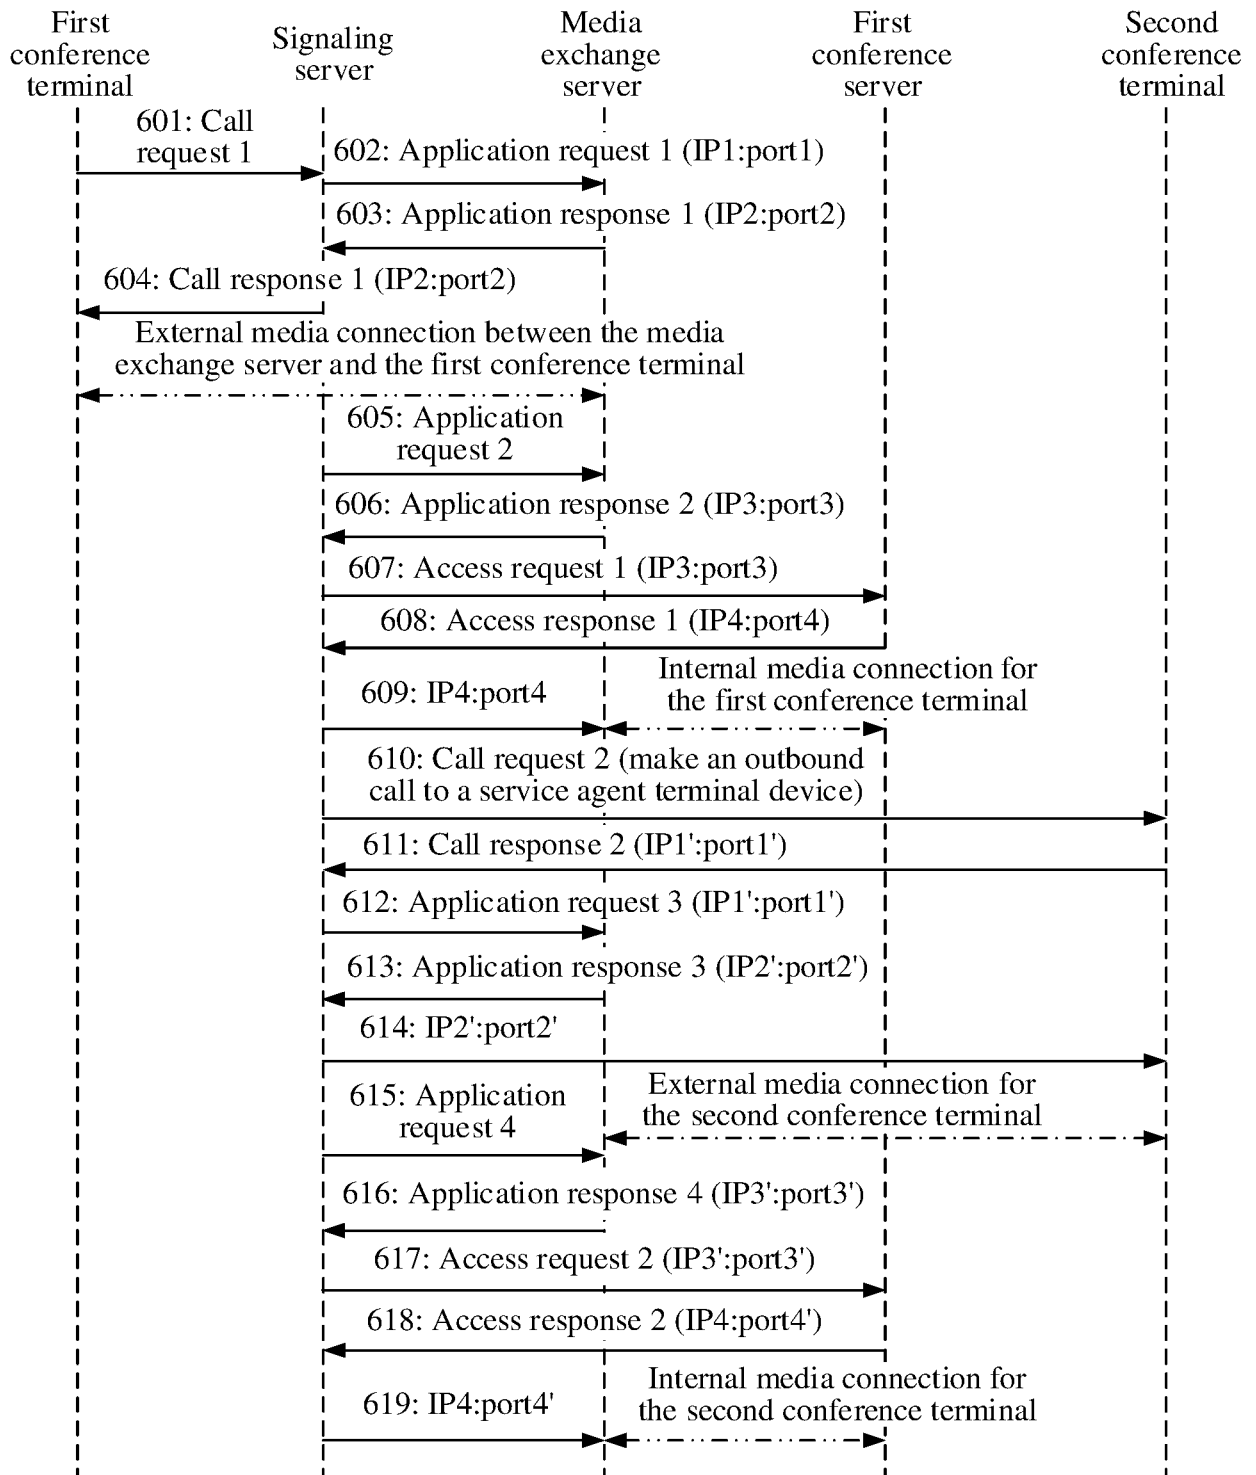 First
conference
terminal
Signaling
server
Media
exchange
server
First
conference
server
Second
conference
terminal
601: Call
request 1
602: Application request 1 (IP1:port1)
603: Application response 1 (IP2:port2)
604: Call response 1 (IP2:port2)
External media connection between the media
exchange server and the first conference terminal
605: Application
request 2
606: Application response 2 (IP3:port3)
607: Access request 1 (IP3:port3)
608: Access response 1 (IP4:port4)
Internal media connection for
the first conference terminal
609: IP4:port4
610: Call request 2 (make an outbound
call to a service agent terminal device)
611: Call response 2 (IP1':port1')
612: Application request 3 (IP1':port1')
613: Application response 3 (IP2':port2')
614: IP2':port2'
External media connection for
the second conference terminal
615: Application
request 4
616: Application response 4 (IP3':port3')
617: Access request 2 (IP3':port3')
618: Access response 2 (IP4:port4')
Internal media connection for
the second conference terminal
619: IP4:port4'